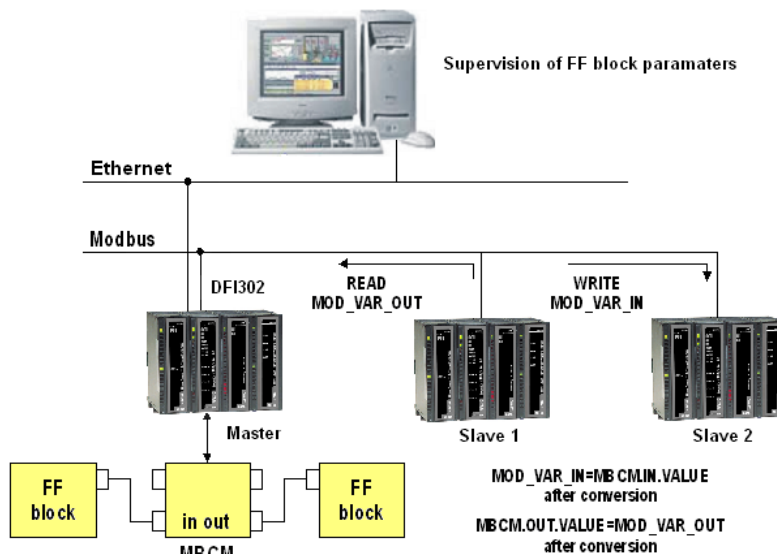 Supervision of FF block paramaters
Ethernet
Modbus
DFI302
READ
MOD_VAR_OUT
WRITE
MOD_VAR_IN
Master
Slave 1
Slave 2
FF
block
in out
FF
block
MBCM
MOD_VAR_IN=MBCM.IN.VALUE
after conversion
MBCM.OUT.VALUE=MOD_VAR_OUT
after conversion